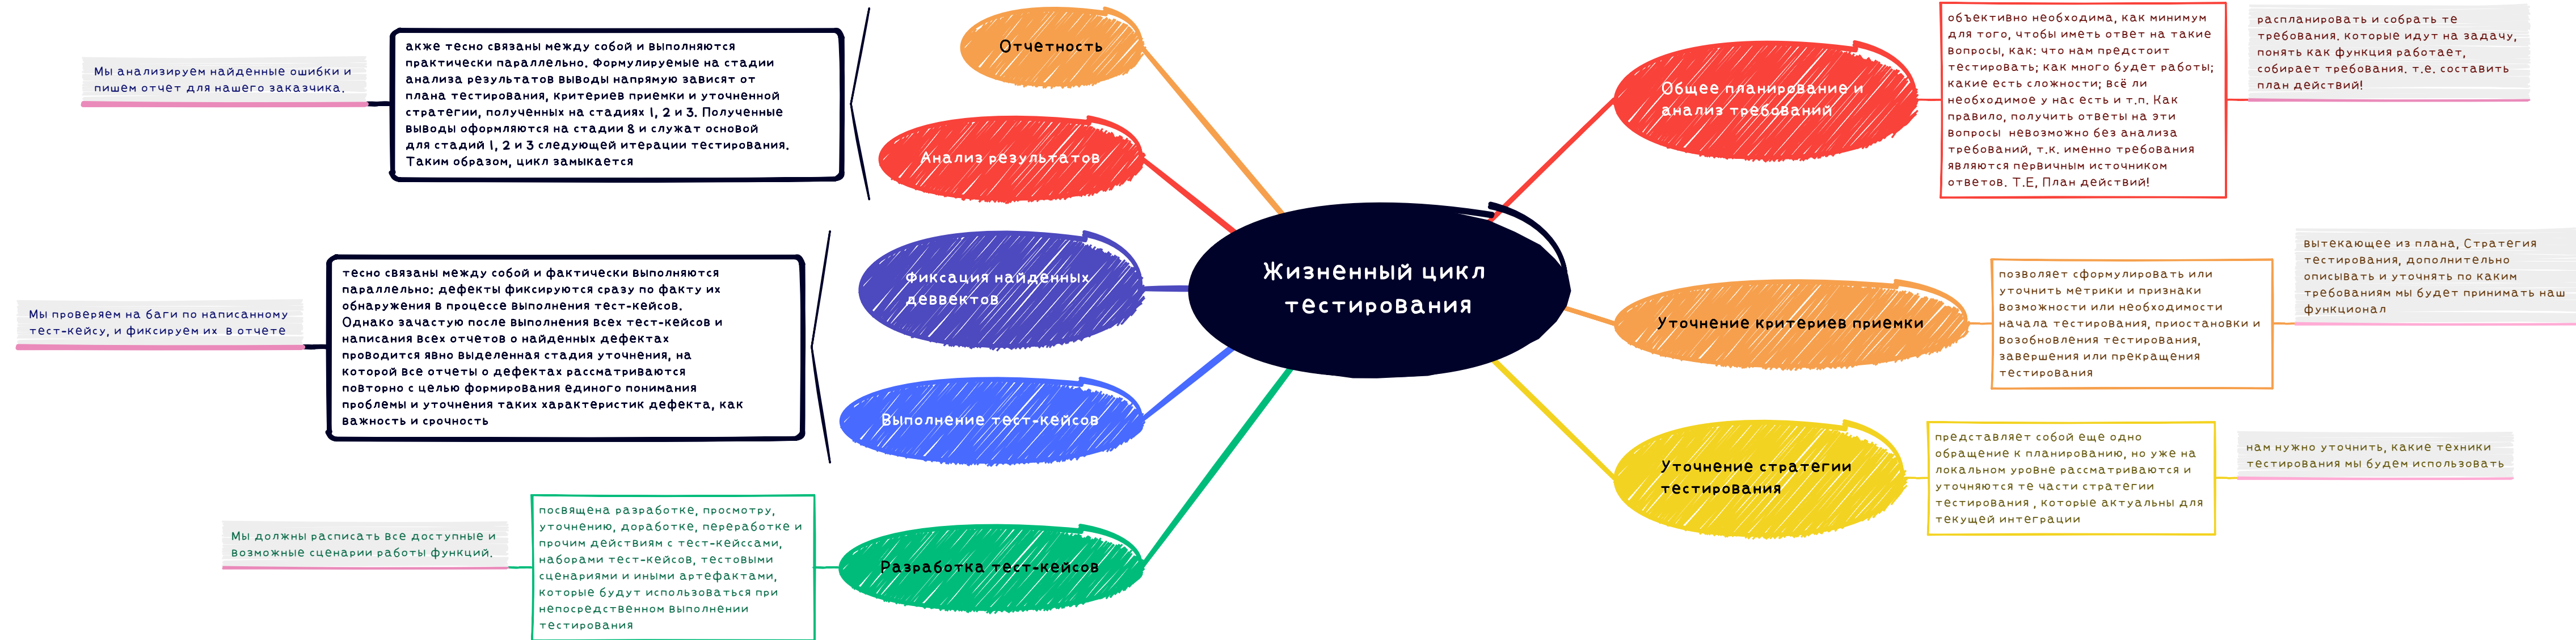 Жизненный цикл
тестирования
Общее планирование и
анализ требований
объективно необходима, как минимум
для того, чтобы иметь ответ на такие
вопросы, как: что нам предстоит
тестировать; как много будет работы;
какие есть сложности; всё ли
необходимое у нас есть и т.п. Как
правило, получить ответы на эти
вопросы невозможно без анализа
требований, т.к. именно требования
являются первичным источником
ответов. Т.Е, План действий!
распланировать и собрать те
требования. которые идут на задачу,
понять как функция работает,
собирает требования. т.е. составить
план действий!
Уточнение критериев приемки
позволяет сформулировать или
уточнить метрики и признаки
возможности или необходимости
начала тестирования, приостановки и
возобновления тестирования,
завершения или прекращения
тестирования
вытекающее из плана, Стратегия
тестирования, дополнительно
описывать и уточнять по каким
требованиям мы будет принимать наш
функционал
Уточнение стратегии
тестирования
представляет собой еще одно
обращение к планированию, но уже на
локальном уровне рассматриваются и
уточняются те части стратегии
тестирования , которые актуальны для
текущей интеграции
нам нужно уточнить, какие техники
тестирования мы будем использовать
Отчетность
Анализ результатов
акже тесно связаны между собой и выполняются
практически параллельно. Формулируемые на стадии
анализа результатов выводы напрямую зависят от
плана тестирования, критериев приемки и уточненной
стратегии, полученных на стадиях 1, 2 и 3. Полученные
выводы оформляются на стадии 8 и служат основой
для стадий 1, 2 и 3 следующей итерации тестирования.
Таким образом, цикл замыкается
Мы анализируем найденные ошибки и
пишем отчет для нашего заказчика.
Фиксация найденных
деввектов
Выполнение тест-кейсов
тесно связаны между собой и фактически выполняются
параллельно: дефекты фиксируются сразу по факту их
обнаружения в процессе выполнения тест-кейсов.
Однако зачастую после выполнения всех тест-кейсов и
написания всех отчётов о найденных дефектах
проводится явно выделенная стадия уточнения, на
которой все отчеты о дефектах рассматриваются
повторно с целью формирования единого понимания
проблемы и уточнения таких характеристик дефекта, как
важность и срочность
Мы проверяем на баги по написанному
тест-кейсу, и фиксируем их в отчете
Разработка тест-кейсов
посвящена разработке, просмотру,
уточнению, доработке, переработке и
прочим действиям с тест-кейссами,
наборами тест-кейсов, тестовыми
сценариями и иными артефактами,
которые будут использоваться при
непосредственном выполнении
тестирования
Мы должны расписать все доступные и
возможные сценарии работы функций.